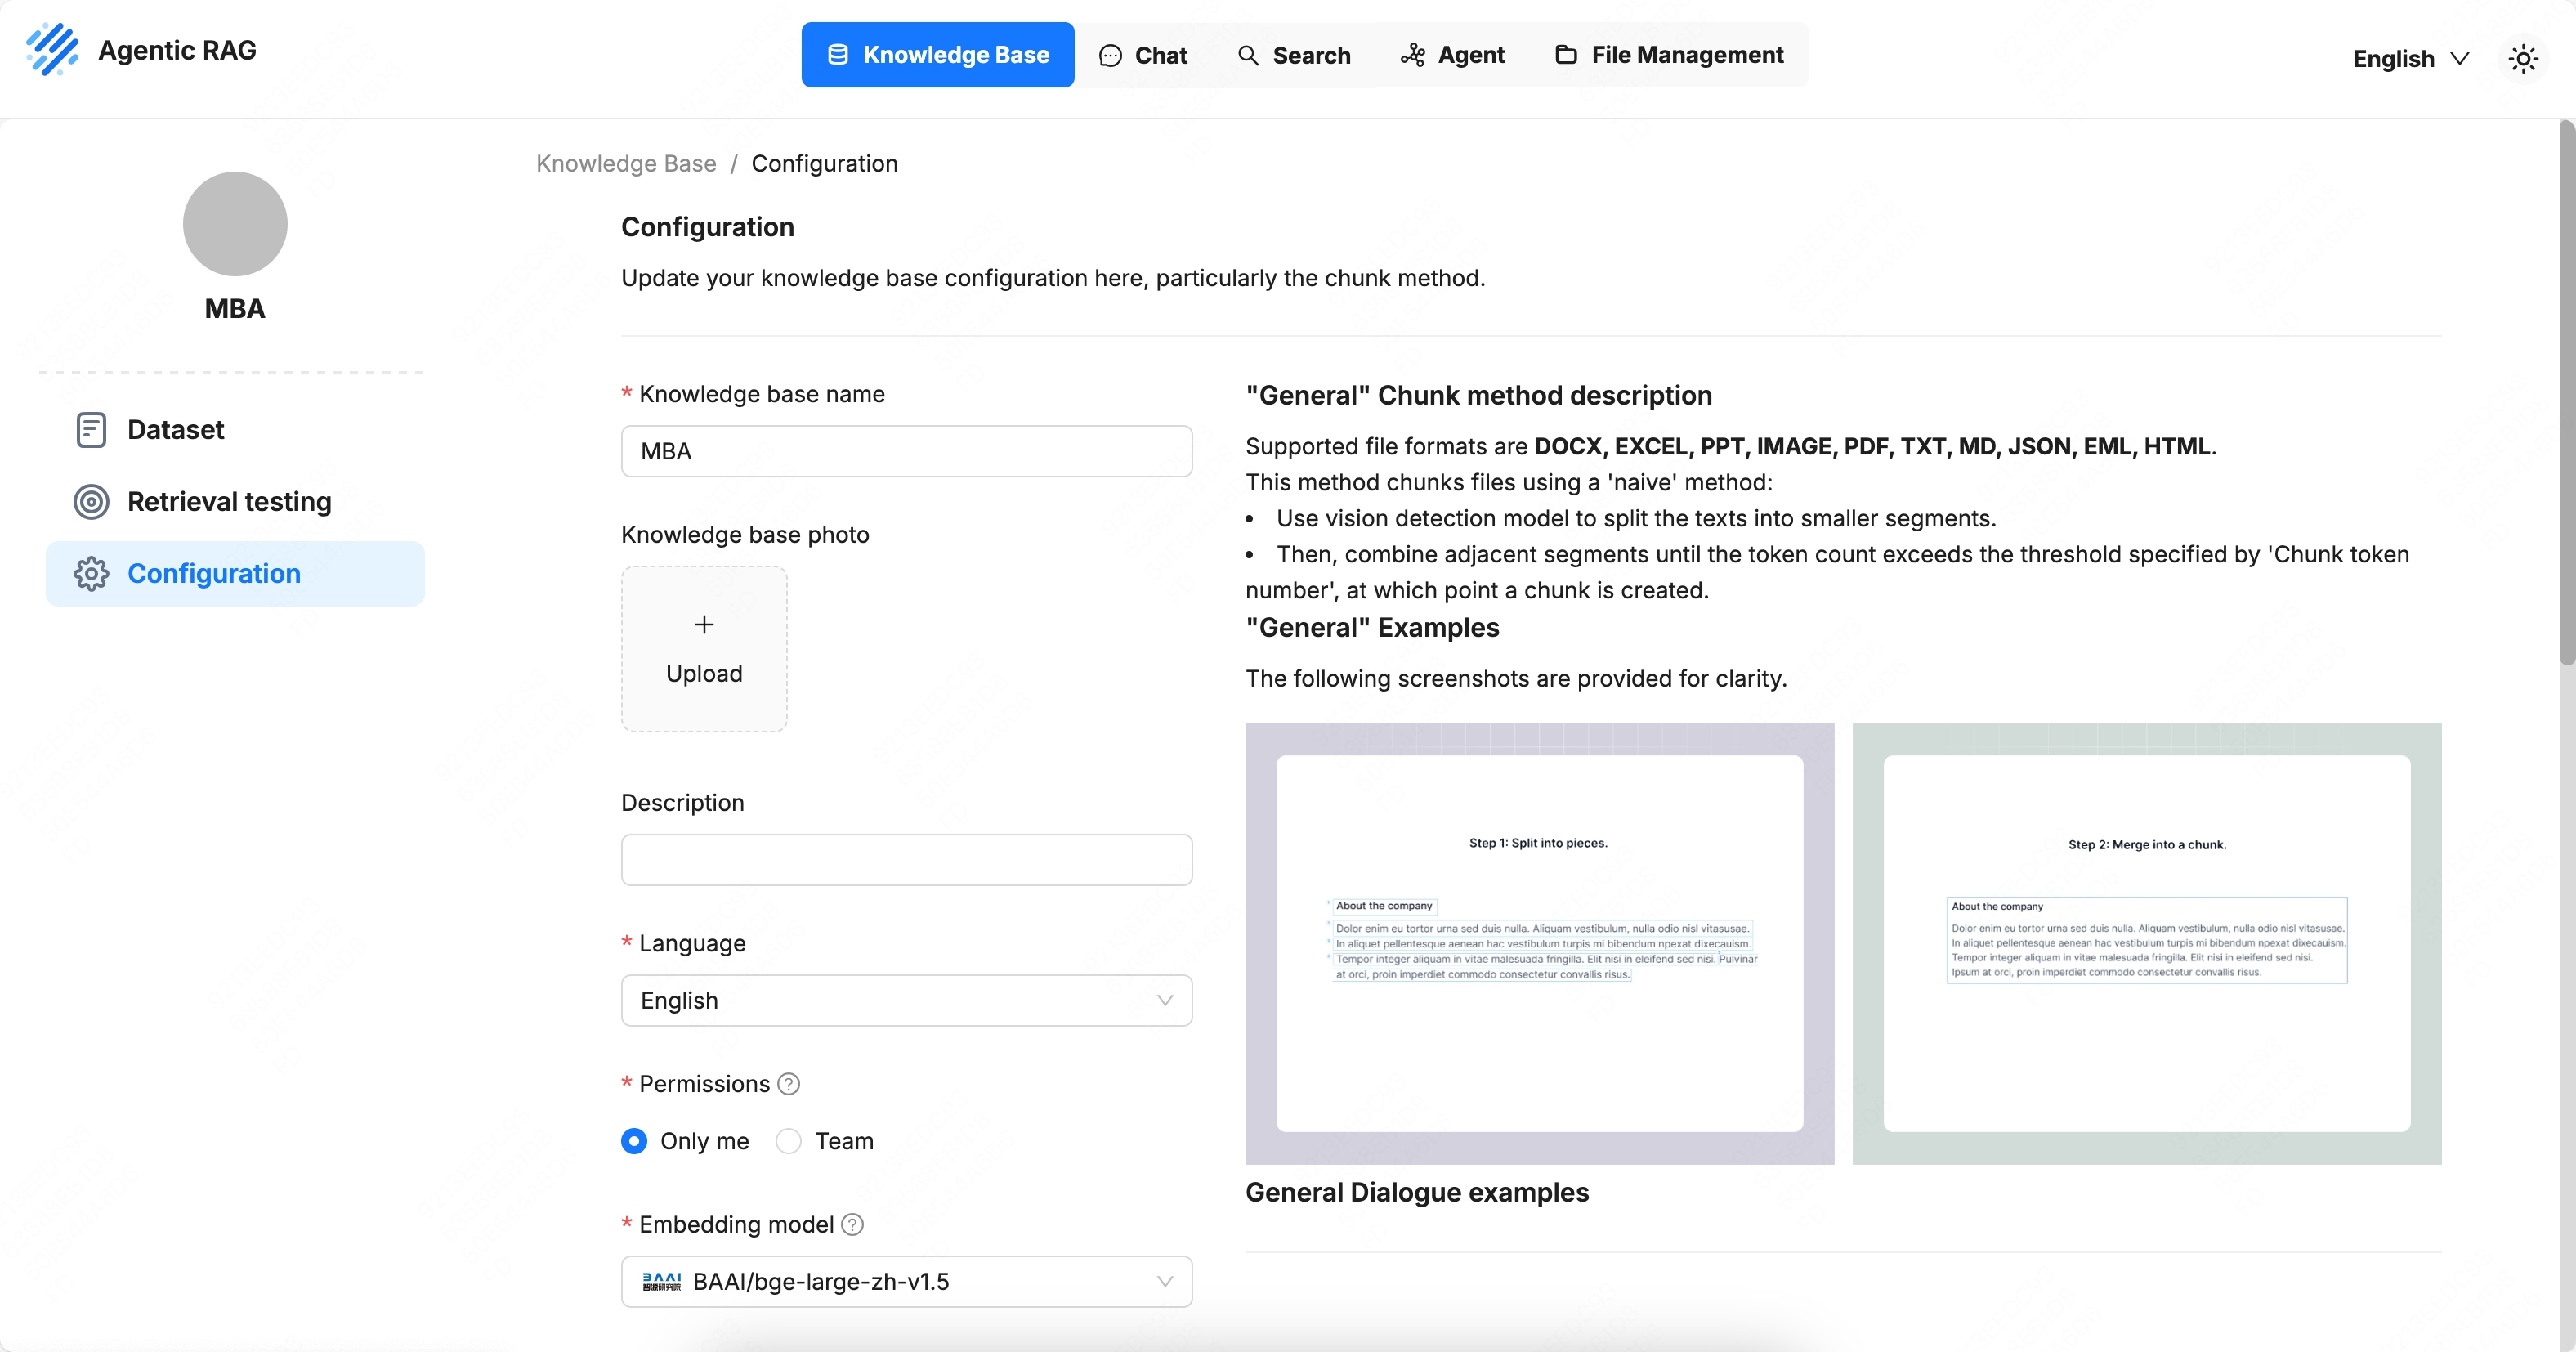 Agentic RAG
Knowledge Base
Chat
Search
Agent
File Management
English
MBA
Dataset
Retrieval testing
Configuration
Knowledge Base / Configuration
Configuration
Update your knowledge base configuration here, particularly the chunk method.
* Knowledge base name
MBA
Knowledge base photo
+
Upload
Description
* Language
English
* Permissions ?
Only me
Team
* Embedding model ?
BAAI
智源研究院
BAAI/bge-large-zh-v1.5
"General" Chunk method description
Supported file formats are DOCX, EXCEL, PPT, IMAGE, PDF, TXT, MD, JSON, EML, HTML.
This method chunks files using a 'naive' method:
• Use vision detection model to split the texts into smaller segments.
• Then, combine adjacent segments until the token count exceeds the threshold specified by 'Chunk token
number', at which point a chunk is created.
"General" Examples
The following screenshots are provided for clarity.
Step 1: Split into pieces.
About the company
Dolor enim eu tortor urna sed duis nulla. Aliquam vestibulum, nulla odio nisl vitasusae.
In aliquet pellentesque aenean hac vestibulum turpis mi bibendum npexat dixecauism.
Tempor integer aliquam in vitae malesuada fringilla. Elit nisi in eleifend sed nisi. Pulvinar
at orci, proin imperdiet commodo consectetur convallis risus.
Step 2: Merge into a chunk.
About the company
Dolor enim eu tortor urna sed duis nulla. Aliquam vestibulum, nulla odio nisl vitasusae.
In aliquet pellentesque aenean hac vestibulum turpis mi bibendum npexat dixecauism.
Tempor integer aliquam in vitae malesuada fringilla. Elit nisi in eleifend sed nisi.
Ipsum at orci, proin imperdiet commodo consectetur convallis risus.
General Dialogue examples